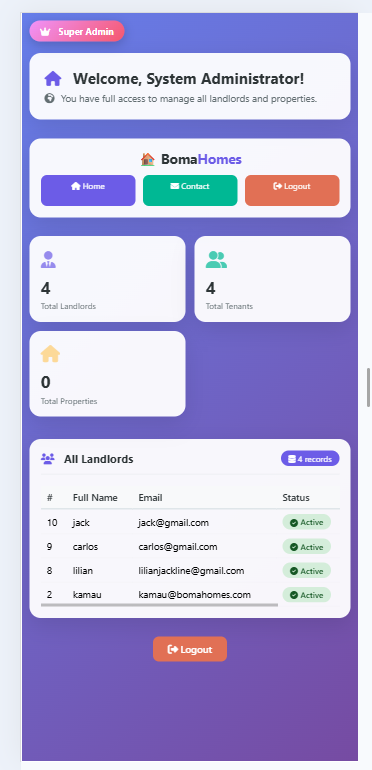 Super Admin
Welcome, System Administrator!
You have full access to manage all landlords and properties.
BomaHomes
Home Contact Logout
4 4
Total Landlords Total Tenants
0
Total Properties
All Landlords 4 records
# Full Name Email Status
10 jack jack@gmail.com Active
9 carlos carlos@gmail.com Active
8 lilian lilianjackline@gmail.com Active
2 kamau kamau@bomahomes.com Active
Logout